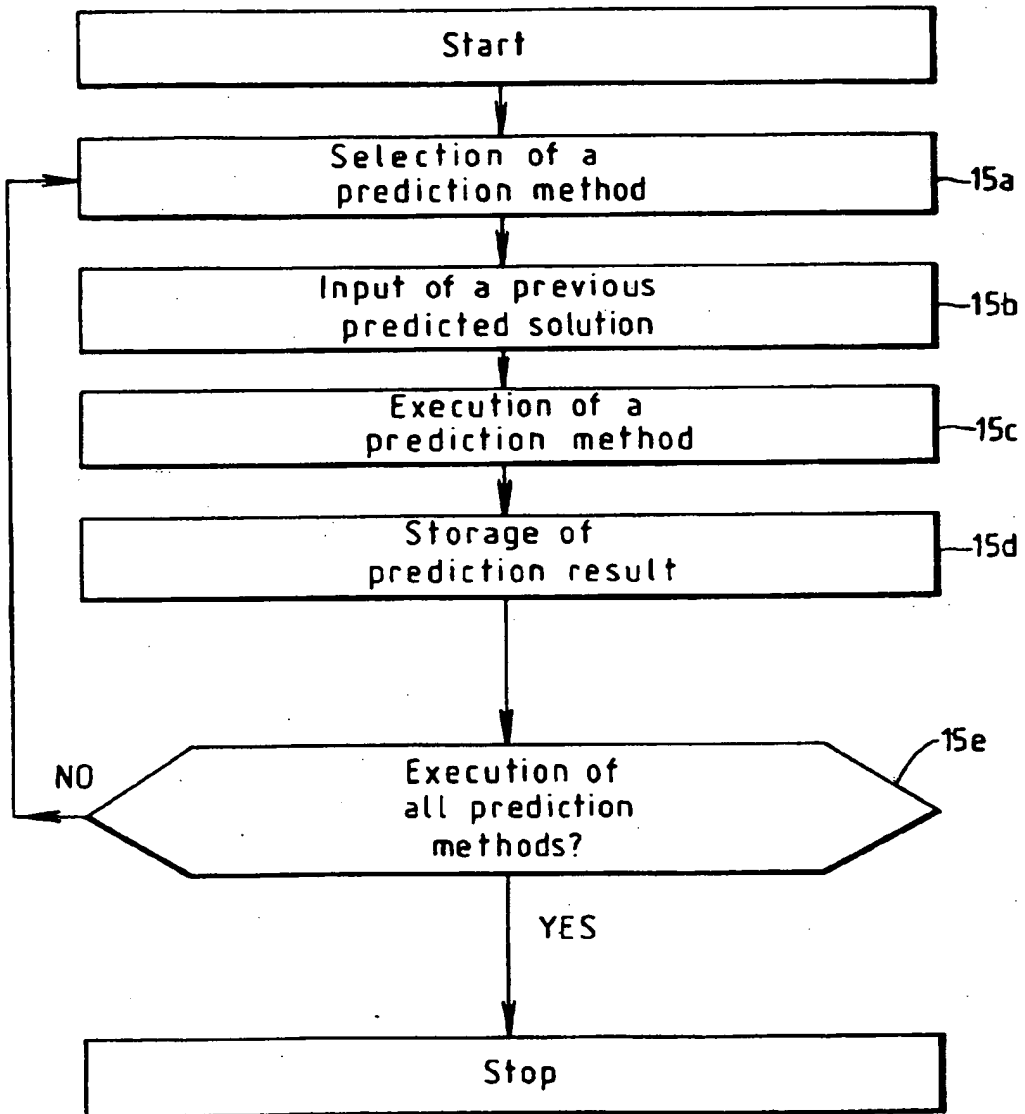 Start
Selection of a
prediction method
15a
Input of a previous
predicted solution
15b
Execution of a
prediction method
15c
Storage of
prediction result
15d
15e
NO
Execution of
all prediction
methods?
YES
Stop